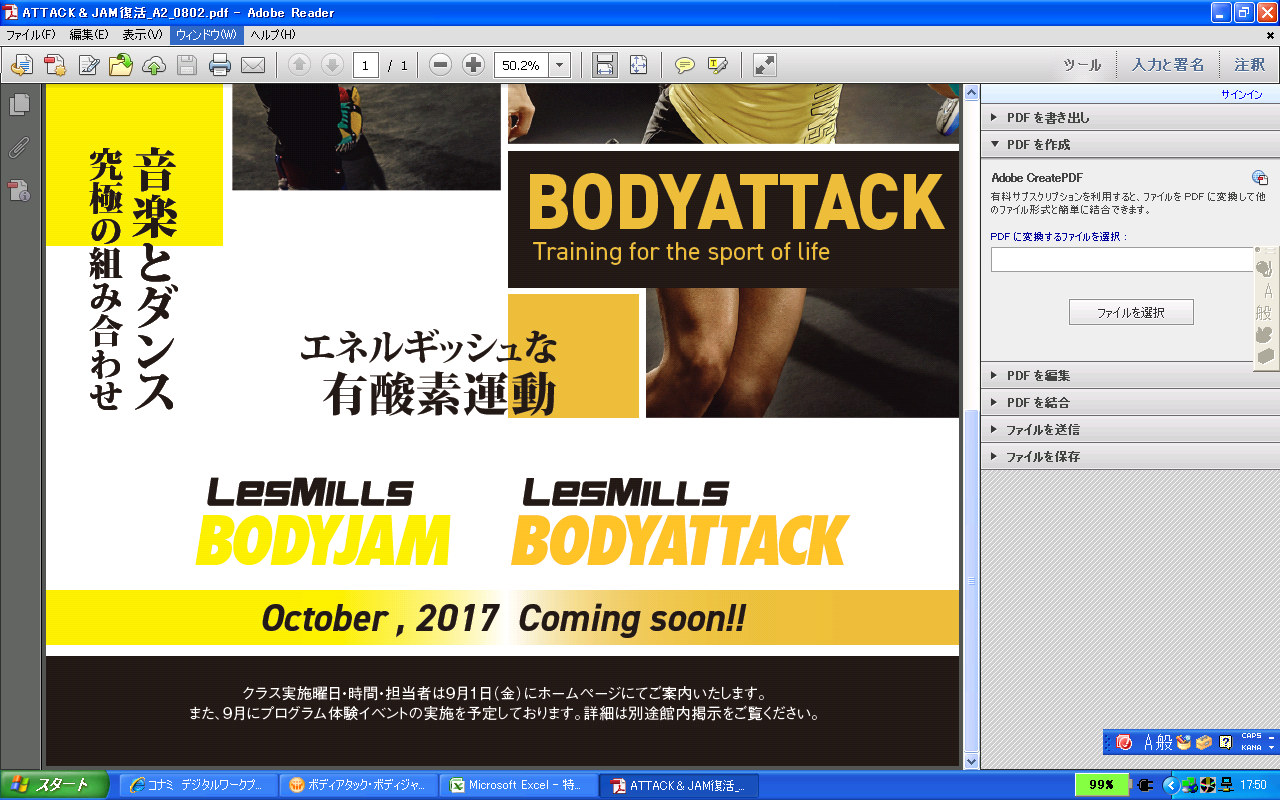 ATTACK & JAM復活_A2_0802.pdf - Adobe Reader
ファイル(F) 編集(E) 表示(V) ウィンドウ(W) ヘルプ(H)
1 / 1
50.2%
ツール
入力と署名
注釈
サインイン
音楽とダンス
究極の組み合わせ
BODYATTACK
Training for the sport of life
エネルギッシュな
有酸素運動
LesMills
BODYJAM
LesMills
BODYATTACK
October , 2017 Coming soon!!
クラス実施曜日・時間・担当者は9月1日(金)にホームページにてご案内いたします。
また、9月にプログラム体験イベントの実施を予定しております。詳細は別途館内掲示をご覧ください。
PDF を書き出し
PDF を作成
Adobe CreatePDF
有料サブスクリプションを利用すると、ファイルを PDF に変換して他
のファイル形式と簡単に結合できます。
PDF に変換するファイルを選択 :
ファイルを選択
PDF を編集
PDF を結合
ファイルを送信
ファイルを保存
A
般
A 般
CAPS
KANA
スタート
コナミ デジタルワークプ...
ボディアタック・ボディジャ...
Microsoft Excel - 特...
ATTACK & JAM復活_...
99%
17:50